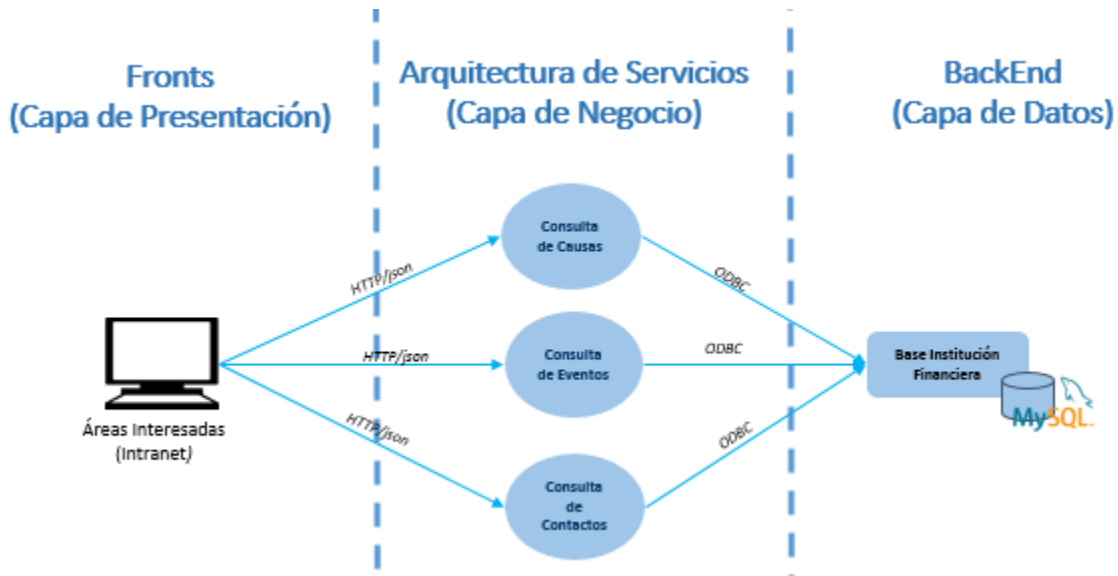 Fronts
(Capa de Presentación)
Arquitectura de Servicios
(Capa de Negocio)
BackEnd
(Capa de Datos)
Consulta
de Causas
HTTP/json
ODBC
HTTP/json
Consulta
de Eventos
ODBC
Base Institución
Financiera
MySQL
Áreas Interesadas
(Intranet)
HTTP/json
ODBC
Consulta
de
Contactos